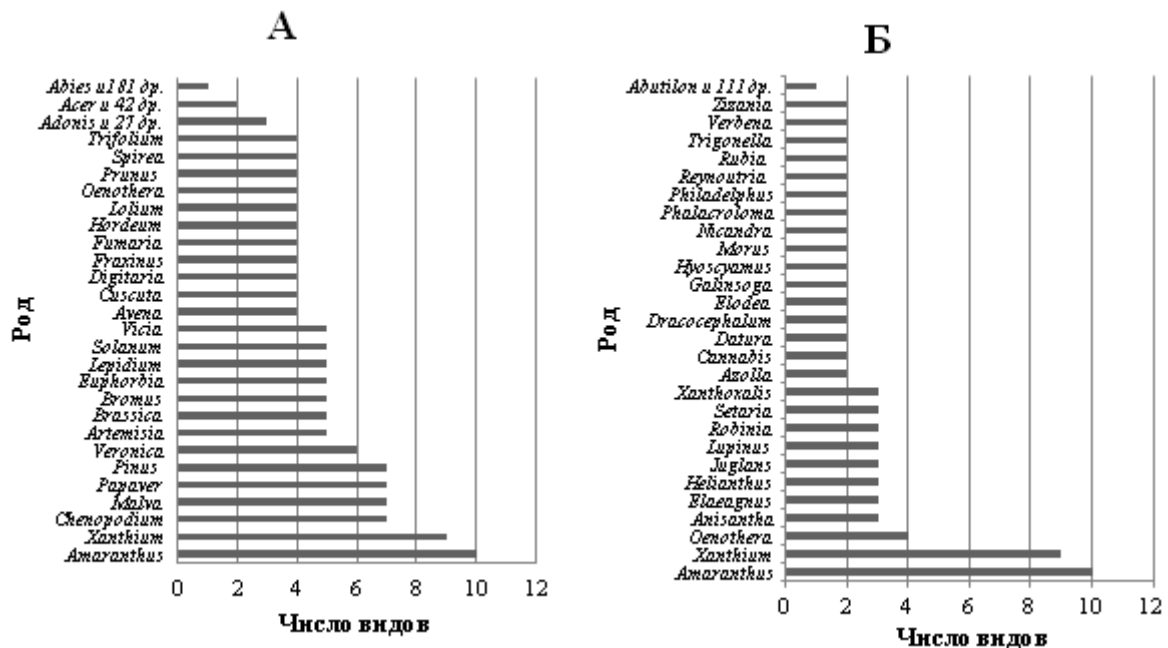 А
Abies и 181 др.
Acer и 42 др.
Adonis и 27 др.
Trifolium
Spirea
Prunus
Oenothera
Lolium
Hordeum
Fumaria
Fraxinus
Digitaria
Cuscuta
Avena
Vicia
Solanum
Lepidium
Euphorbia
Bromus
Brassica
Artemisia
Veronica
Pinus
Papaver
Malva
Chenopodium
Xanthium
Amaranthus
Род
0 2 4 6 8 10 12
Число видов
Б
Abutilon и 111 др.
Zizania
Verbena
Trigonella
Rubia
Reynoutria
Philadelphus
Phalacroloma
Nicandra
Morus
Hyoscyamus
Galinsoga
Elodea
Dracocephalum
Datura
Cannabis
Azolla
Xanthoxalis
Setaria
Robinia
Lupinus
Juglans
Helianthus
Elaeagnus
Anisantha
Oenothera
Xanthium
Amaranthus
Род
0 2 4 6 8 10 12
Число видов